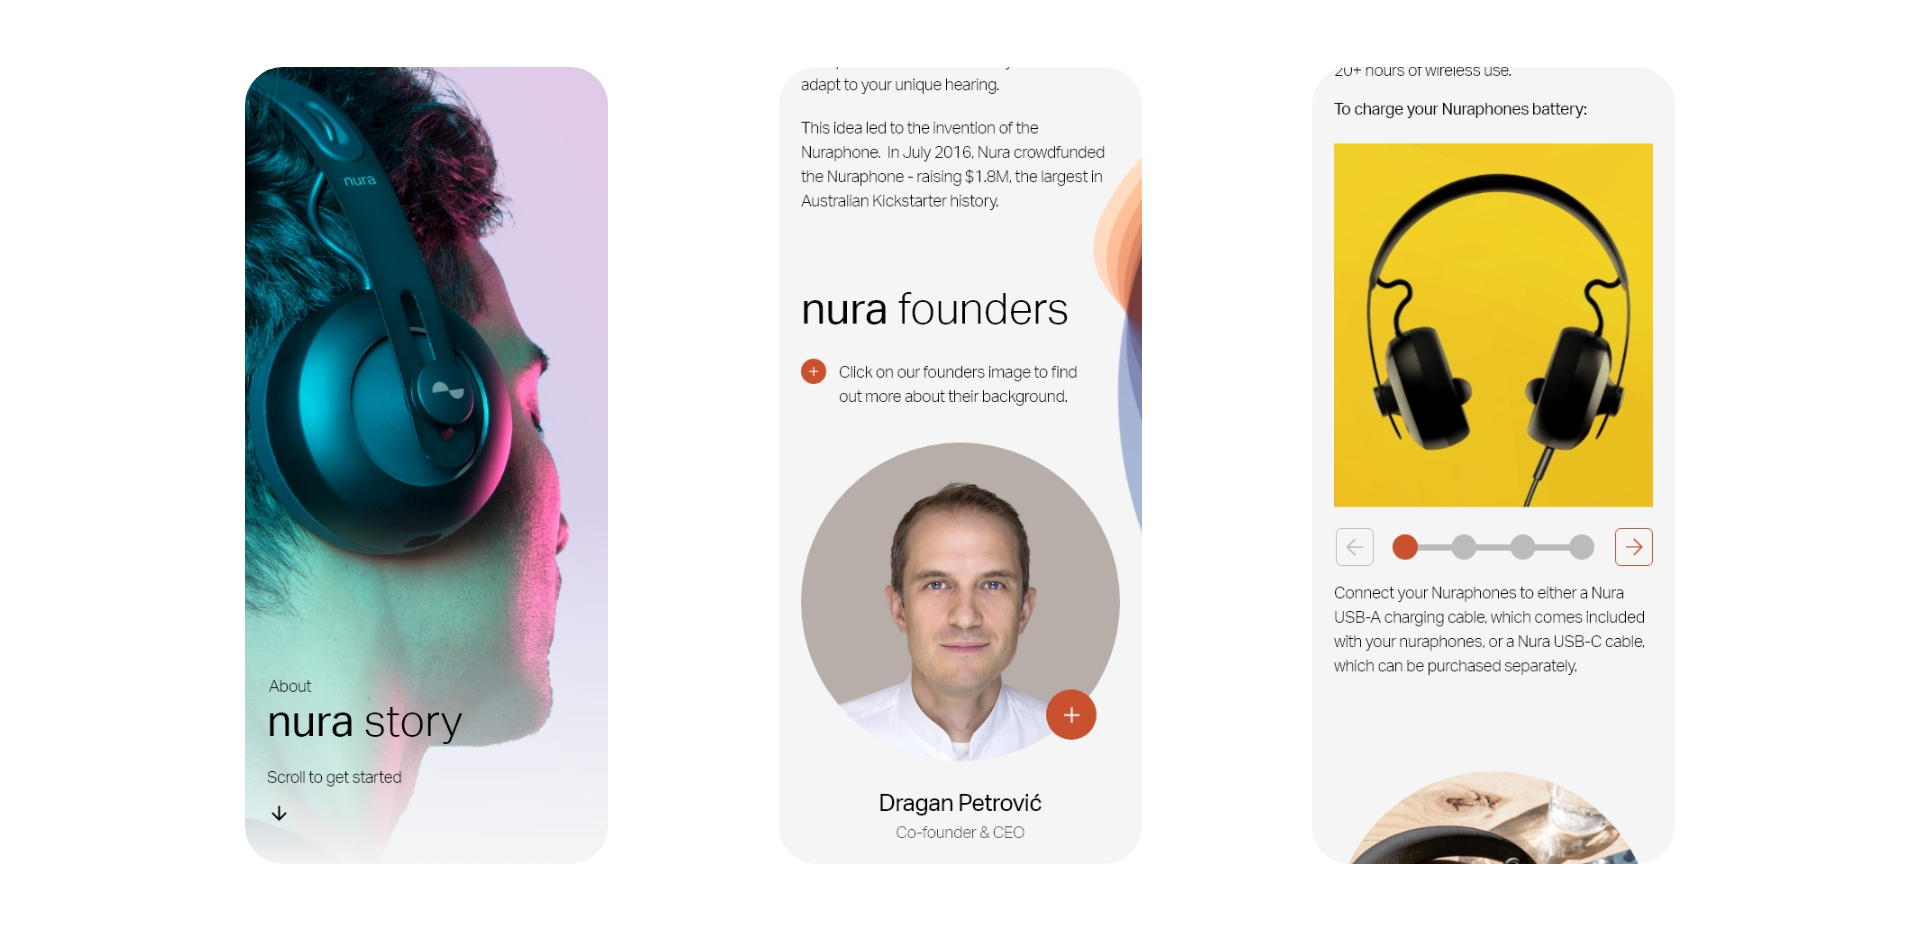 nura
About
nura story
Scroll to get started
adapt to your unique hearing.
This idea led to the invention of the
Nuraphone. In July 2016, Nura crowdfunded
the Nuraphone - raising $1.8M, the largest in
Australian Kickstarter history.
nura founders
Click on our founders image to find
out more about their background.
Dragan Petrović
Co-founder & CEO
20+ hours of wireless use.
To charge your Nuraphones battery:
Connect your Nuraphones to either a Nura
USB-A charging cable, which comes included
with your nuraphones, or a Nura USB-C cable,
which can be purchased separately.